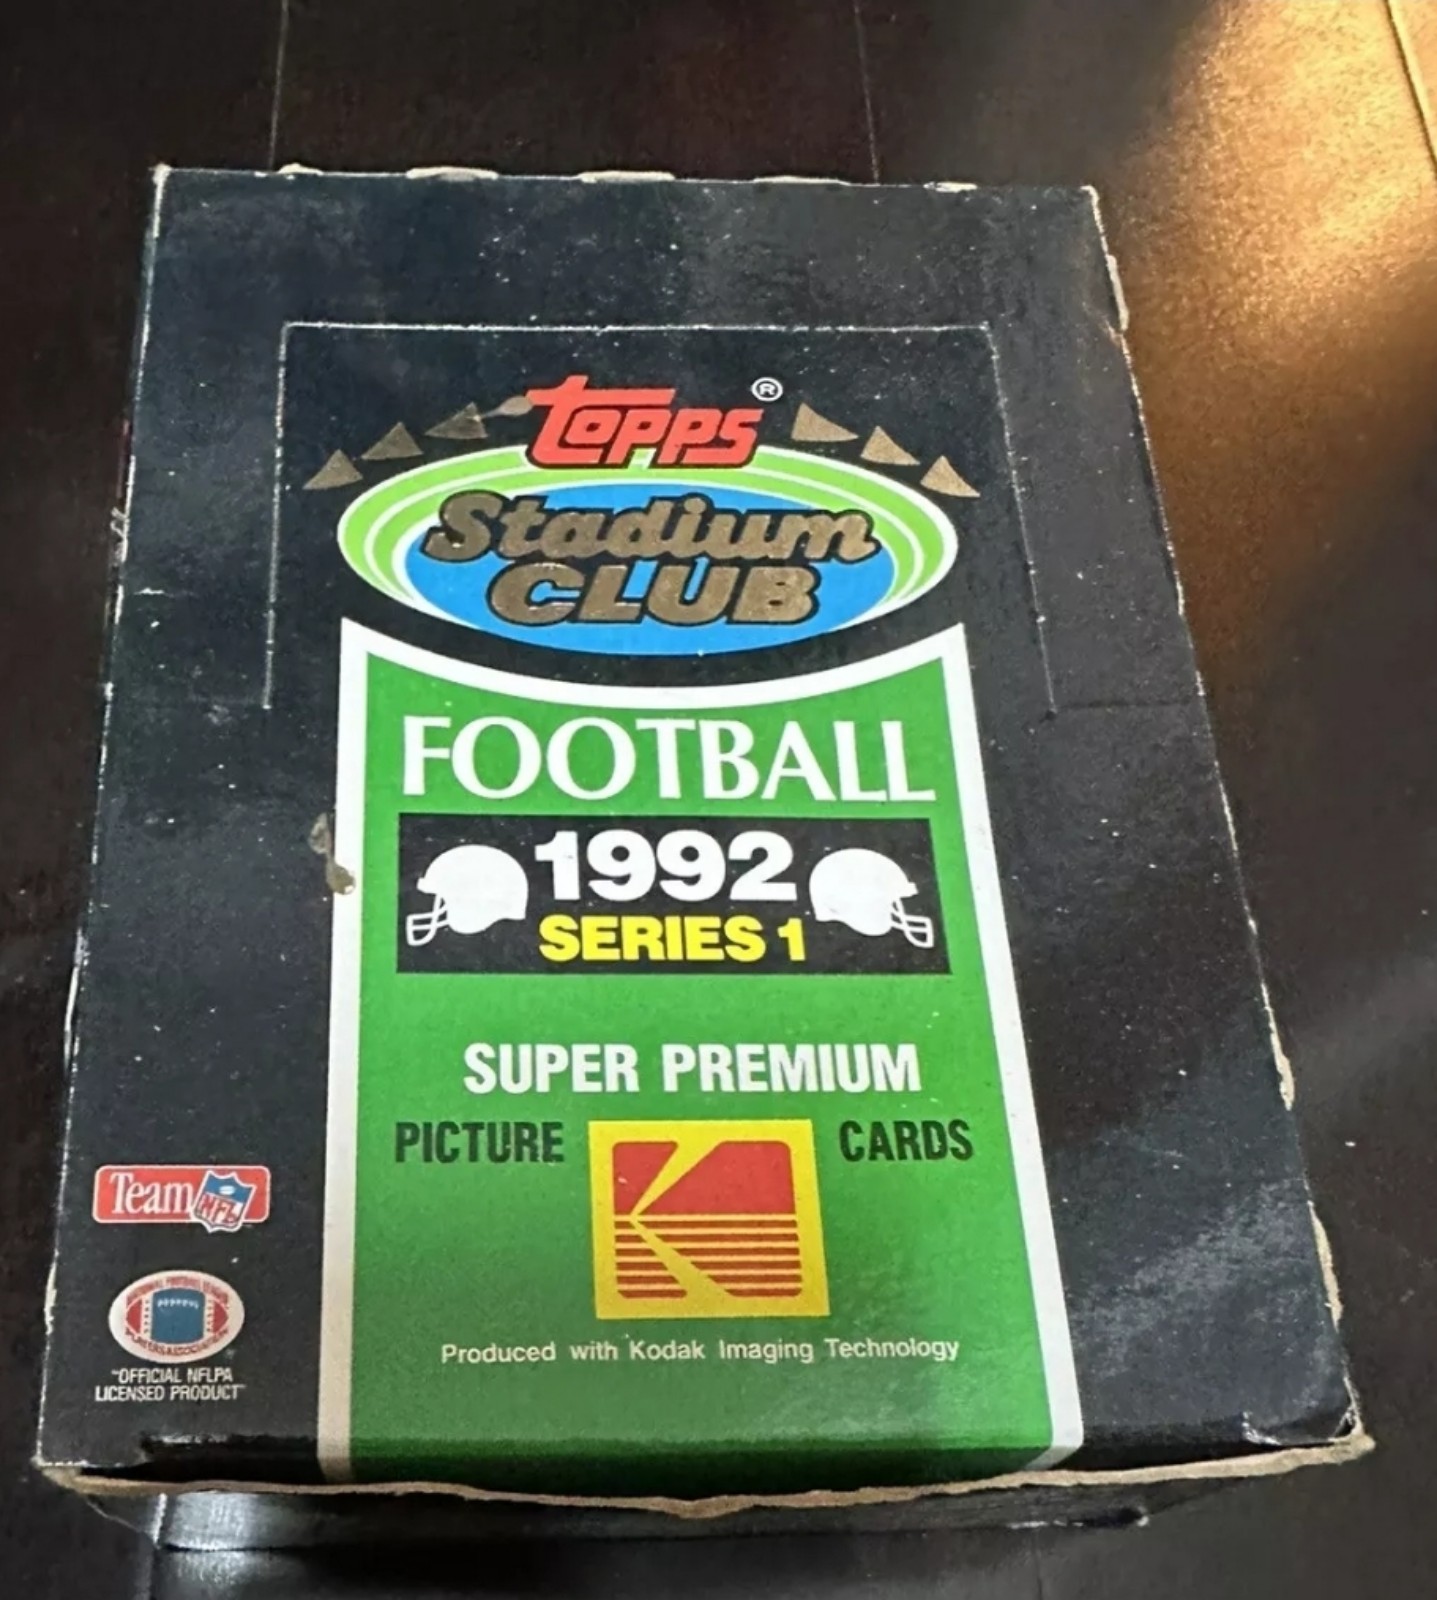 Topps ®
Stadium
CLUB
FOOTBALL
1992
SERIES 1
SUPER PREMIUM
PICTURE CARDS
Produced with Kodak Imaging Technology
Team NFL
"OFFICIAL NFLPA
LICENSED PRODUCT"